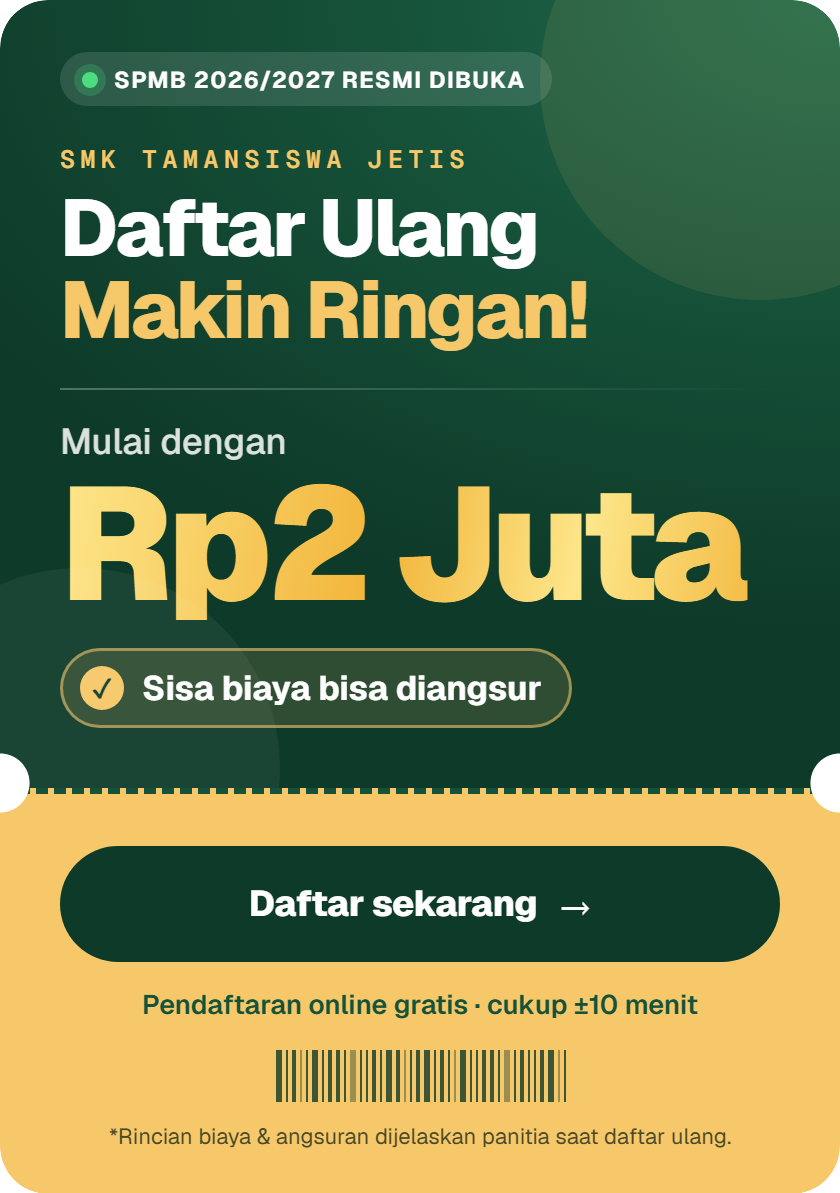 SPMB 2026/2027 RESMI DIBUKA
SMK TAMANSISWA JETIS
Daftar Ulang
Makin Ringan!
Mulai dengan
Rp2 Juta
✓ Sisa biaya bisa diangsur
Daftar sekarang →
Pendaftaran online gratis · cukup ±10 menit
*Rincian biaya & angsuran dijelaskan panitia saat daftar ulang.